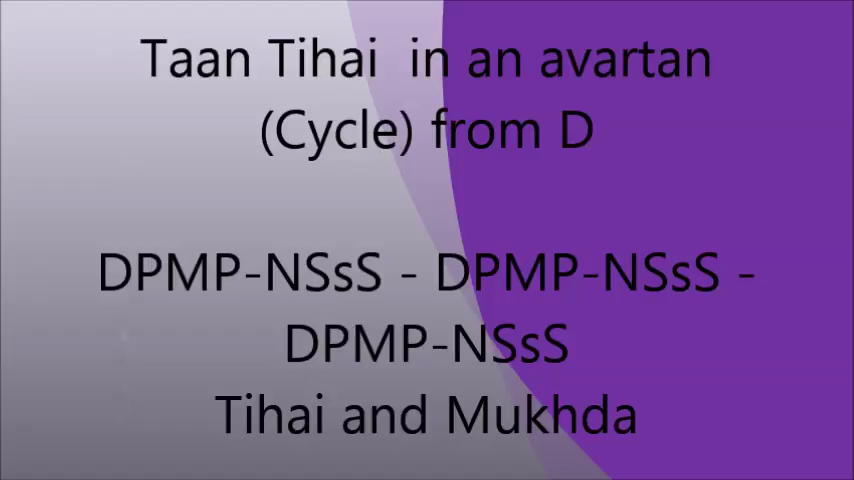 Taan Tihai  in an avartan
(Cycle) from D
DPMP-NSsS - DPMP-NSsS -
DPMP-NSsS
Tihai and Mukhda